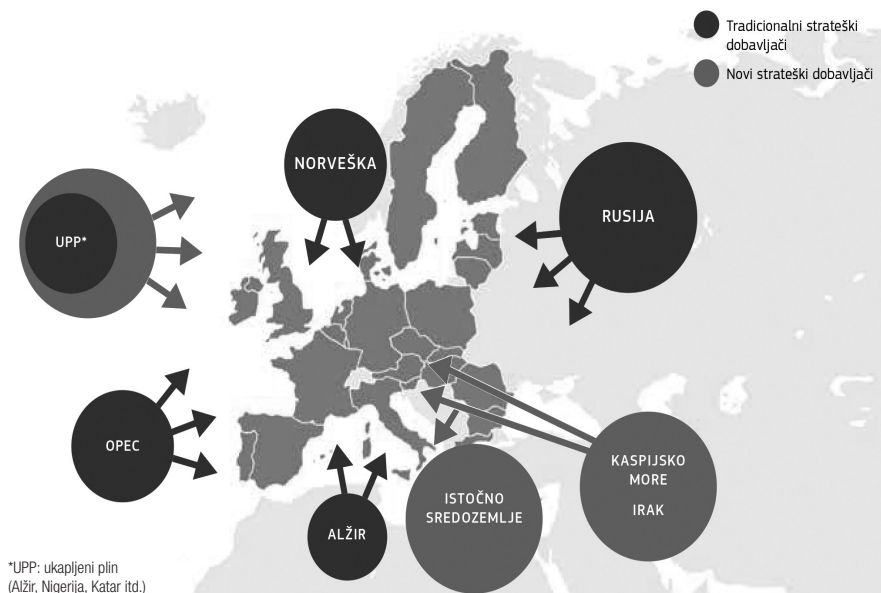 Tradicionalni strateški
dobavljači
Novi strateški dobavljači
NORVEŠKA
RUSIJA
UPP*
OPEC
ALŽIR
ISTOČNO
SREDOZEMLJE
KASPIJSKO
MORE
IRAK
*UPP: ukapljeni plin
(Alžir, Nigerija, Katar itd.)